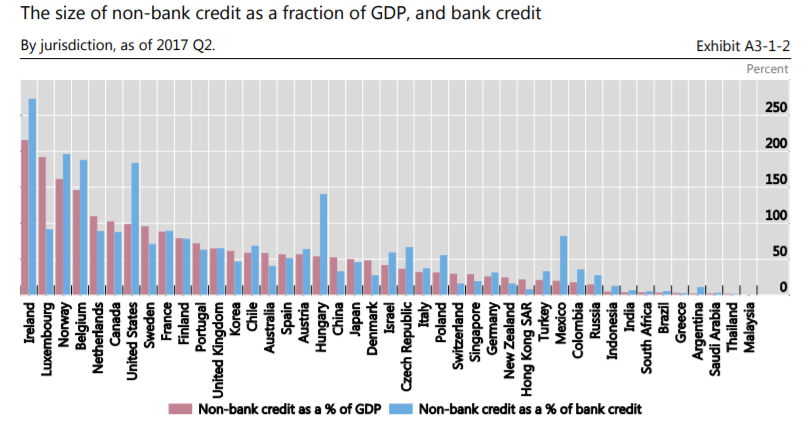 The size of non-bank credit as a fraction of GDP, and bank credit
By jurisdiction, as of 2017 Q2.
Exhibit A3-1-2
Percent
250
200
150
100
50
0
Ireland
Luxembourg
Norway
Belgium
Netherlands
Canada
United States
Sweden
France
Finland
Portugal
United Kingdom
Korea
Chile
Australia
Spain
Austria
Hungary
China
Japan
Denmark
Israel
Czech Republic
Italy
Poland
Switzerland
Singapore
Germany
New Zealand
Hong Kong SAR
Turkey
Mexico
Colombia
Russia
Indonesia
India
South Africa
Brazil
Greece
Argentina
Saudi Arabia
Thailand
Malaysia
Non-bank credit as a % of GDP
Non-bank credit as a % of bank credit